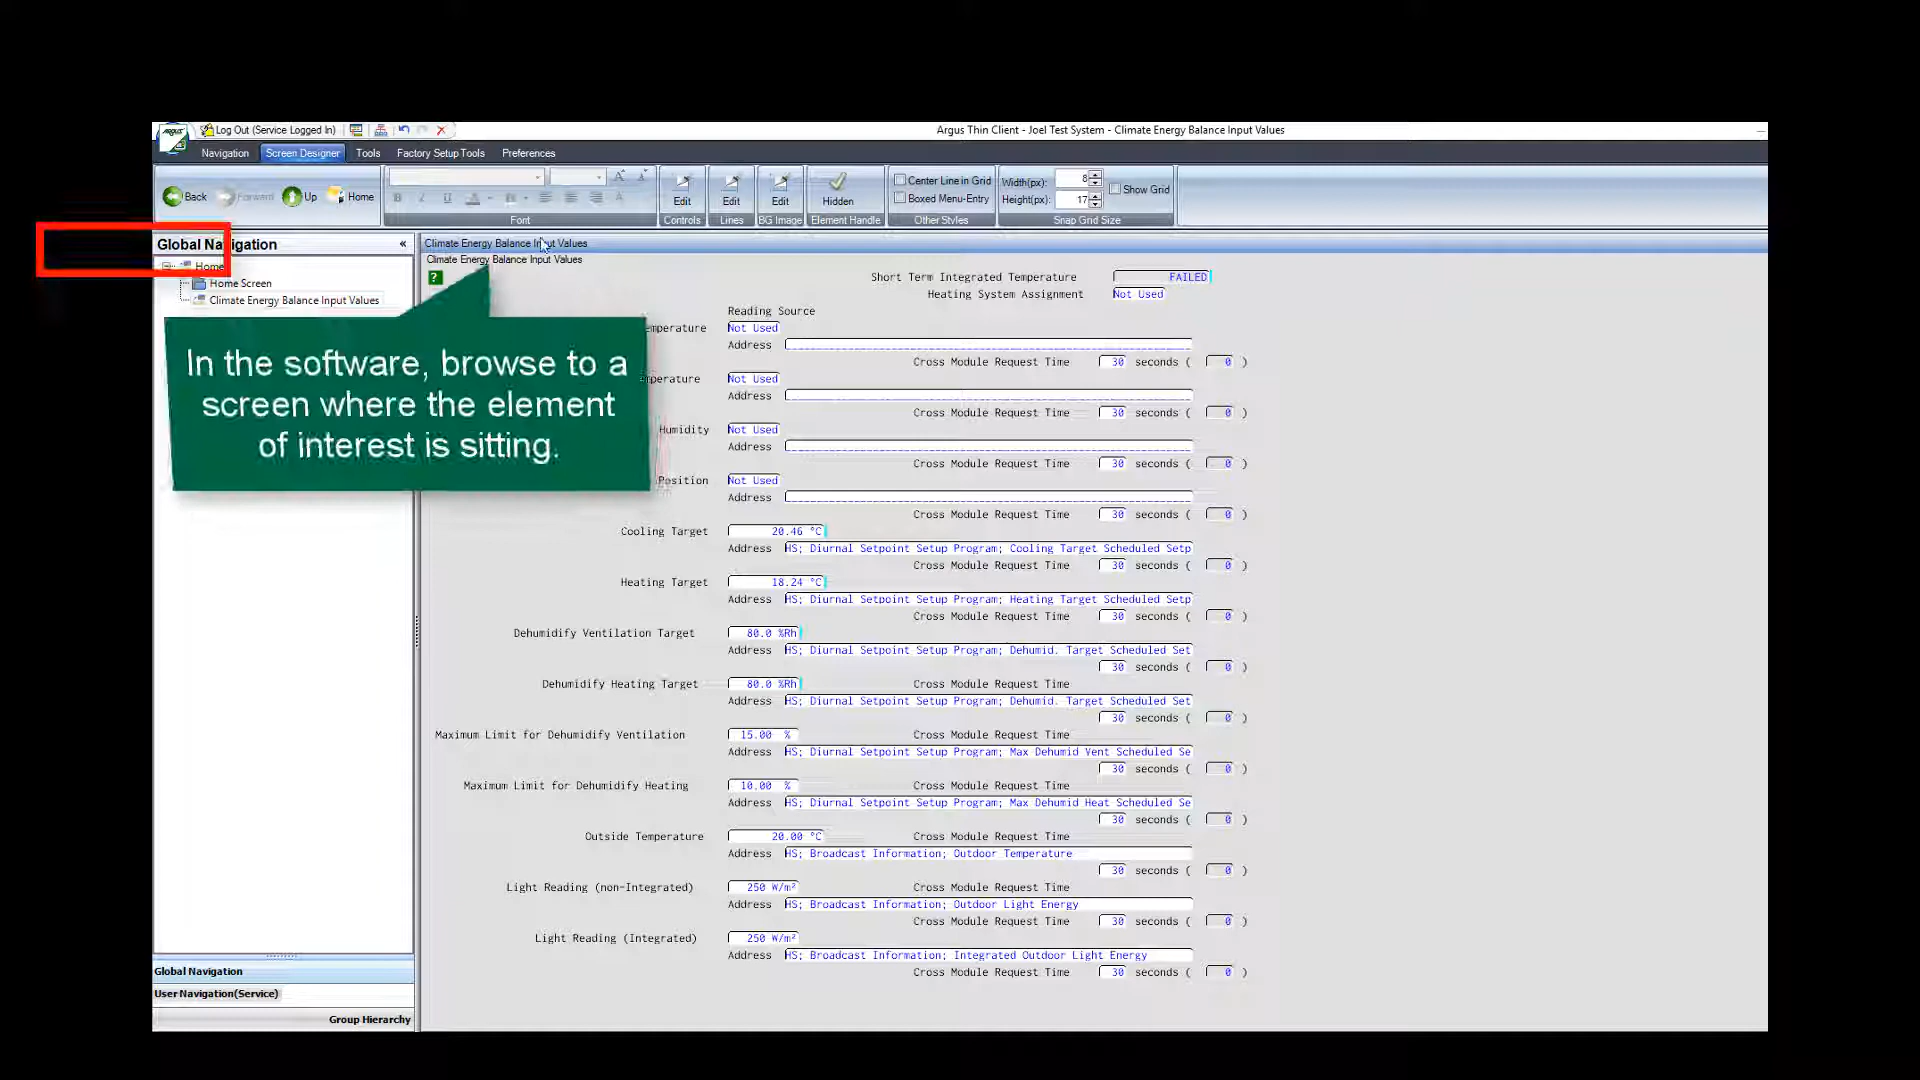 Log Out (Service Logged In)
Argus Thin Client - Joel Test System - Climate Energy Balance Input Values
Navigation Screen Designer Tools Factory Setup Tools Preferences
Back Forward Up Home
Edit Edit Edit Hidden
Center Line in Grid
Boxed Menu-Entry
Width(px): 8
Height(px): 17
Show Grid
Font Controls Lines BG Image Element Handle Other Styles Snap Grid Size
Global Navigation «
Home
Home Screen
Climate Energy Balance Input Values
Climate Energy Balance Input Values
Climate Energy Balance Input Values
?
In the software, browse to a
screen where the element
of interest is sitting.
Short Term Integrated Temperature FAILED
Heating System Assignment Not Used
Reading Source
emperature Not Used
Address
Cross Module Request Time 30 seconds ( 0 )
mperature Not Used
Address
Cross Module Request Time 30 seconds ( 0 )
Humidity Not Used
Address
Cross Module Request Time 30 seconds ( 0 )
Position Not Used
Address
Cross Module Request Time 30 seconds ( 0 )
Cooling Target 20.46 °C
Address HS; Diurnal Setpoint Setup Program; Cooling Target Scheduled Setp
Cross Module Request Time 30 seconds ( 0 )
Heating Target 18.24 °C
Address HS; Diurnal Setpoint Setup Program; Heating Target Scheduled Setp
Cross Module Request Time 30 seconds ( 0 )
Dehumidify Ventilation Target 80.0 %Rh
Address HS; Diurnal Setpoint Setup Program; Dehumid. Target Scheduled Set
30 seconds ( 0 )
Dehumidify Heating Target 80.0 %Rh Cross Module Request Time
Address HS; Diurnal Setpoint Setup Program; Dehumid. Target Scheduled Set
30 seconds ( 0 )
Maximum Limit for Dehumidify Ventilation 15.00 % Cross Module Request Time
Address HS; Diurnal Setpoint Setup Program; Max Dehumid Vent Scheduled Se
30 seconds ( 0 )
Maximum Limit for Dehumidify Heating 10.00 % Cross Module Request Time
Address HS; Diurnal Setpoint Setup Program; Max Dehumid Heat Scheduled Se
30 seconds ( 0 )
Outside Temperature 20.00 °C Cross Module Request Time
Address HS; Broadcast Information; Outdoor Temperature
30 seconds ( 0 )
Light Reading (non-Integrated) 250 W/m² Cross Module Request Time
Address HS; Broadcast Information; Outdoor Light Energy
Cross Module Request Time 30 seconds ( 0 )
Light Reading (Integrated) 250 W/m²
Address HS; Broadcast Information; Integrated Outdoor Light Energy
Cross Module Request Time 30 seconds ( 0 )
Global Navigation
User Navigation(Service)
Group Hierarchy